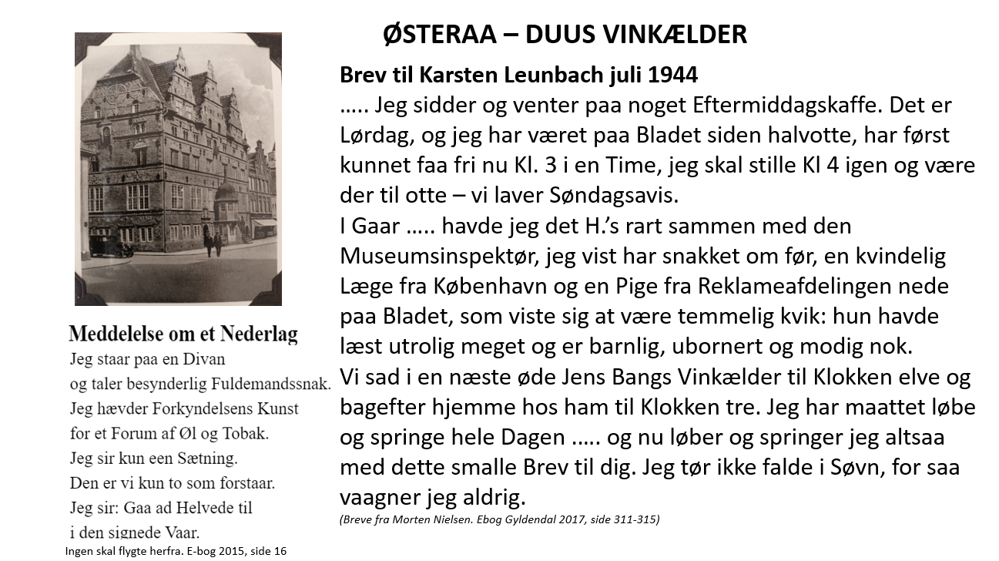 ØSTERAA – DUUS VINKÆLDER
Brev til Karsten Leunbach juli 1944
….. Jeg sidder og venter paa noget Eftermiddagskaffe. Det er
Lørdag, og jeg har været paa Bladet siden halvotte, har først
kunnet faa fri nu Kl. 3 i en Time, jeg skal stille Kl 4 igen og være
der til otte – vi laver Søndagsavis.
I Gaar ….. havde jeg det H.’s rart sammen med den
Museumsinspektør, jeg vist har snakket om før, en kvindelig
Læge fra København og en Pige fra Reklameafdelingen nede
paa Bladet, som viste sig at være temmelig kvik: hun havde
læst utrolig meget og er barnlig, ubornert og modig nok.
Vi sad i en næste øde Jens Bangs Vinkælder til Klokken elve og
bagefter hjemme hos ham til Klokken tre. Jeg har maattet løbe
og springe hele Dagen ….. og nu løber og springer jeg altsaa
med dette smalle Brev til dig. Jeg tør ikke falde i Søvn, for saa
vaagner jeg aldrig.
(Breve fra Morten Nielsen. Ebog Gyldendal 2017, side 311-315)
Meddelelse om et Nederlag
Jeg staar paa en Divan
og taler besynderlig Fuldemandssnak.
Jeg hævder Forkyndelsens Kunst
for et Forum af Øl og Tobak.
Jeg sir kun een Sætning.
Den er vi kun to som forstaar.
Jeg sir: Gaa ad Helvede til
i den signede Vaar.
Ingen skal flygte herfra. E-bog 2015, side 16